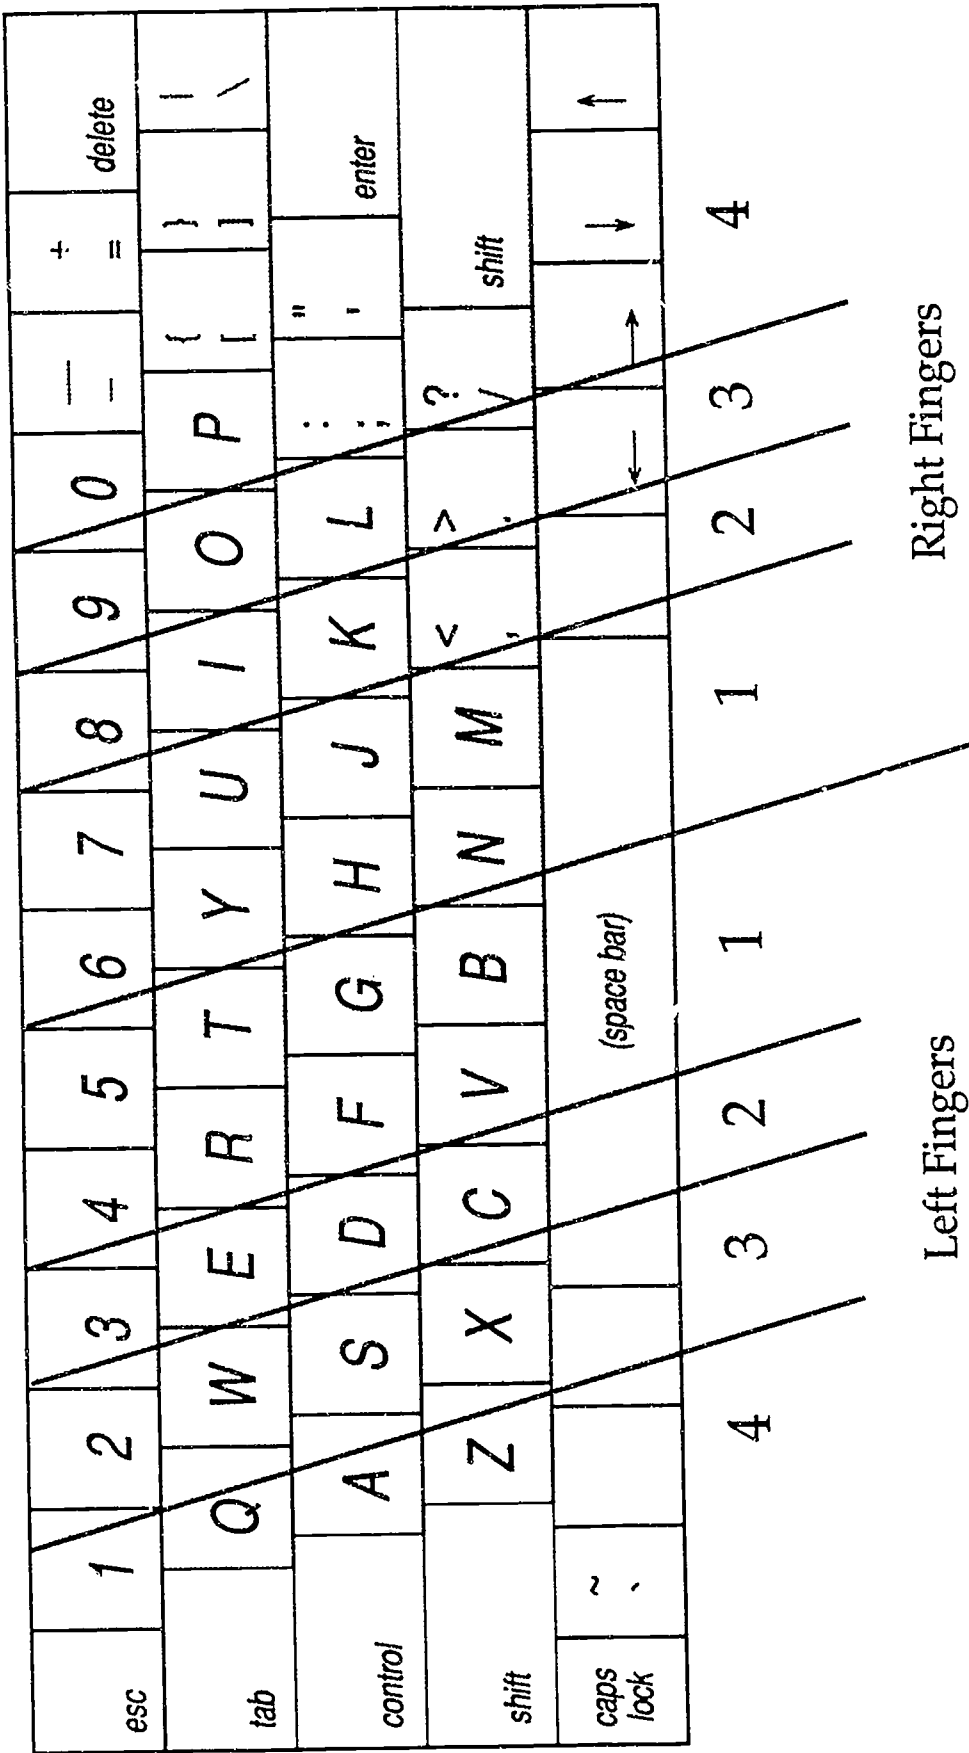 esc 1 2 3 4 5 6 7 8 9 0 — – + = delete
tab Q W E R T Y U I O P { [ } ] | \
control A S D F G H J K L : ; " ' enter
shift Z X C V B N M < , > . ? / shift
caps lock ~ ` (space bar) ← → ↓ ↑
4 3 2 1 1 2 3 4
Left Fingers Right Fingers